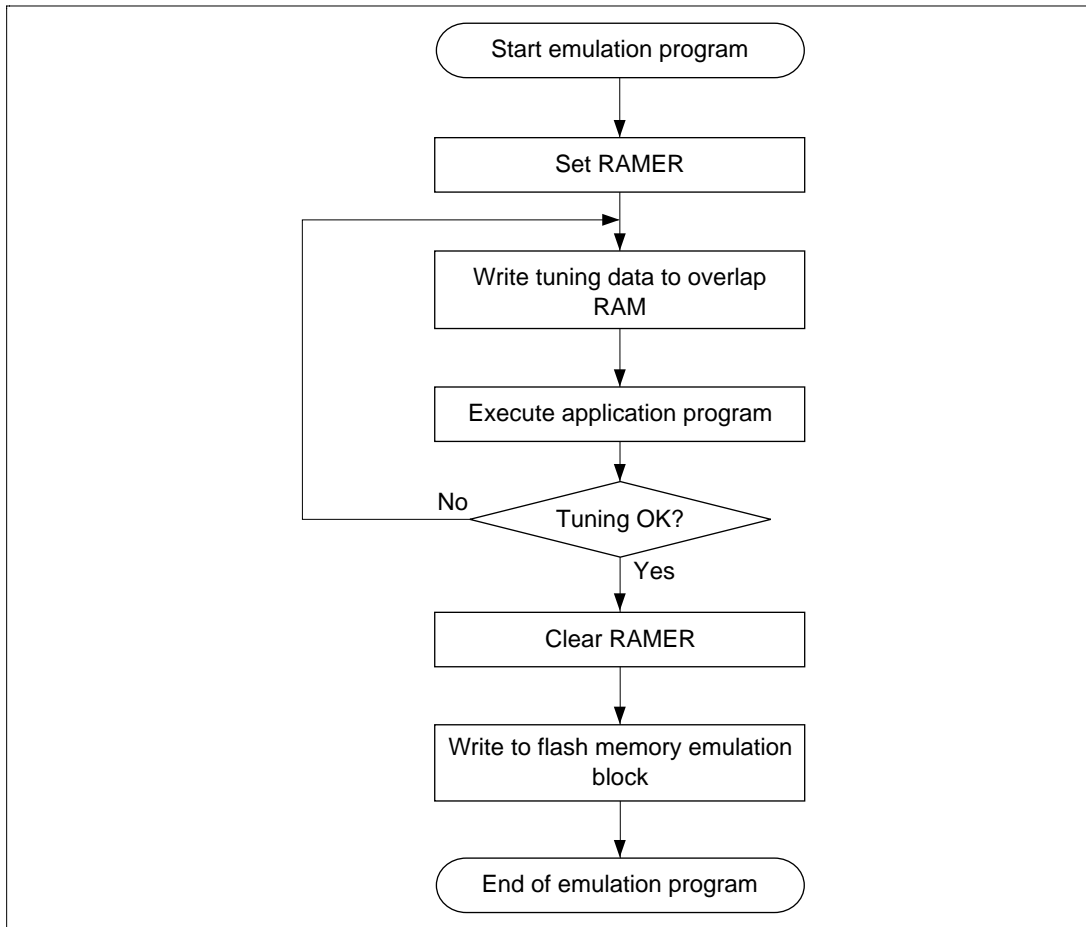 Start emulation program
Set RAMER
Write tuning data to overlap
RAM
Execute application program
No
Tuning OK?
Yes
Clear RAMER
Write to flash memory emulation
block
End of emulation program